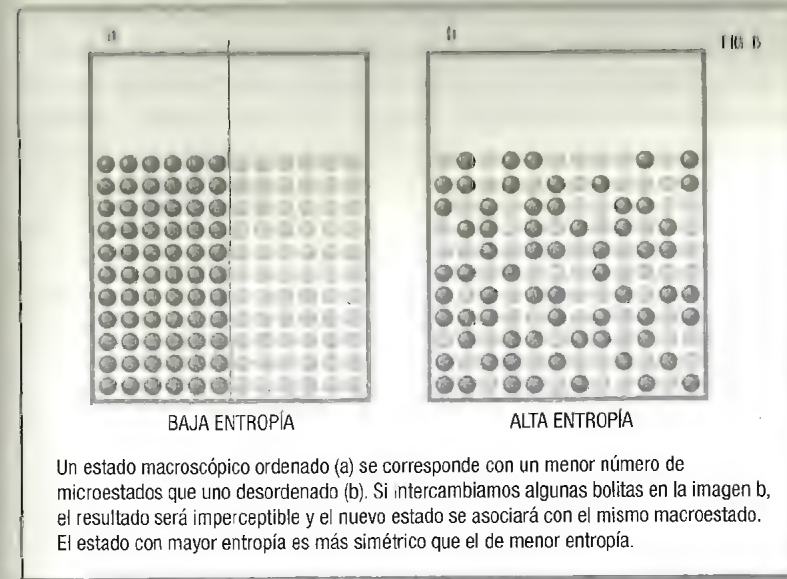 a
b
BAJA ENTROPÍA
ALTA ENTROPÍA
Un estado macroscópico ordenado (a) se corresponde con un menor número de
microestados que uno desordenado (b). Si intercambiamos algunas bolitas en la imagen b,
el resultado será imperceptible y el nuevo estado se asociará con el mismo macroestado.
El estado con mayor entropía es más simétrico que el de menor entropía.